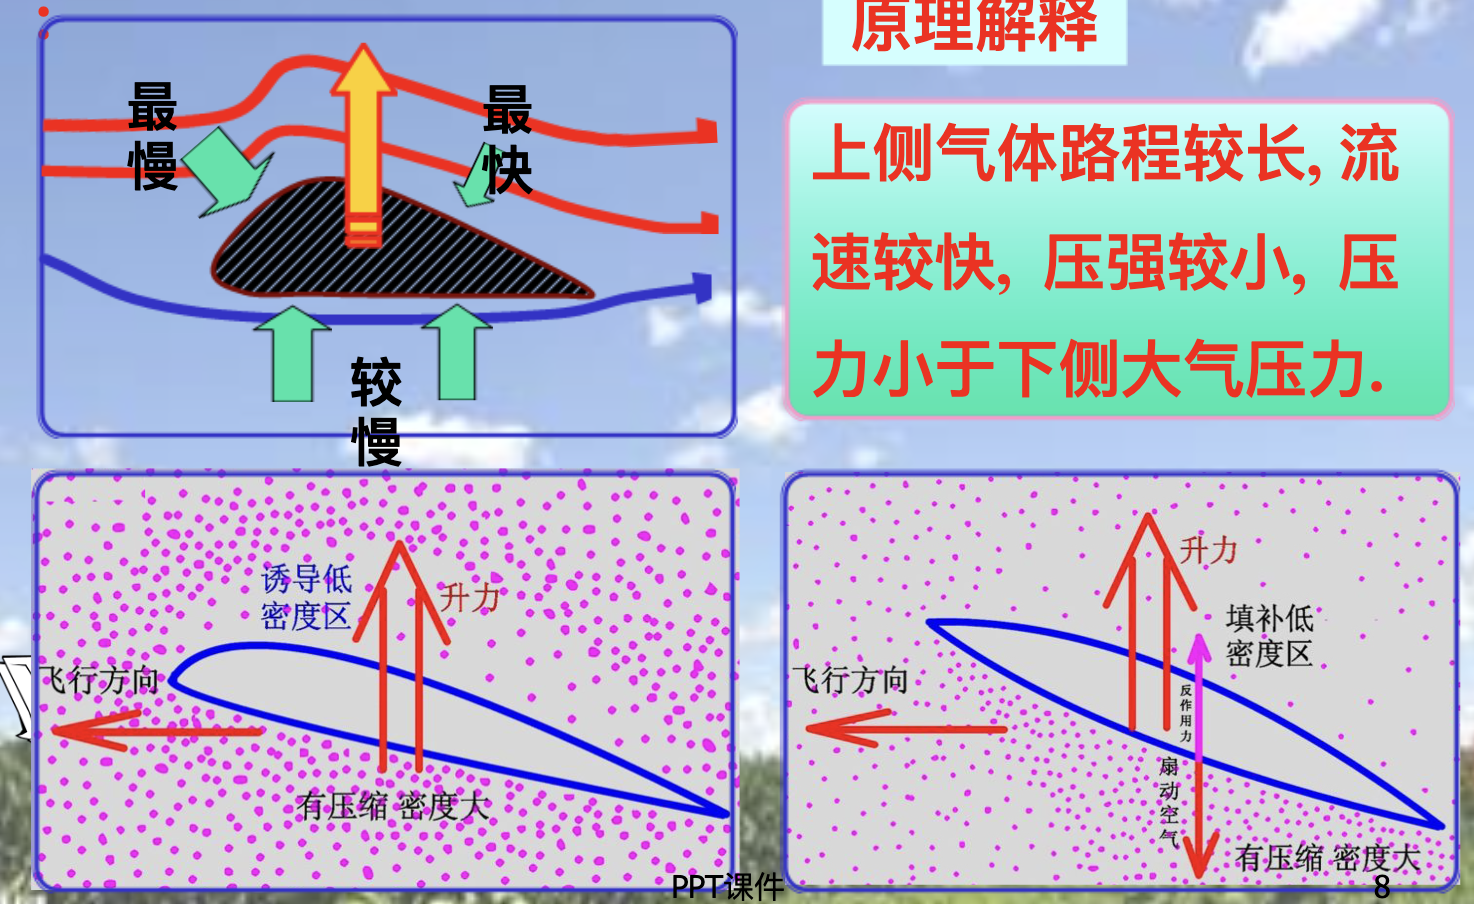 原理解释
最慢
最快
较慢
上侧气体路程较长, 流
速较快, 压强较小, 压
力小于下侧大气压力.
诱导低
密度区
升力
飞行方向
有压缩 密度大
升力
填补低
密度区
飞行方向
反作用力
扇动空气
有压缩 密度大
PPT课件
8